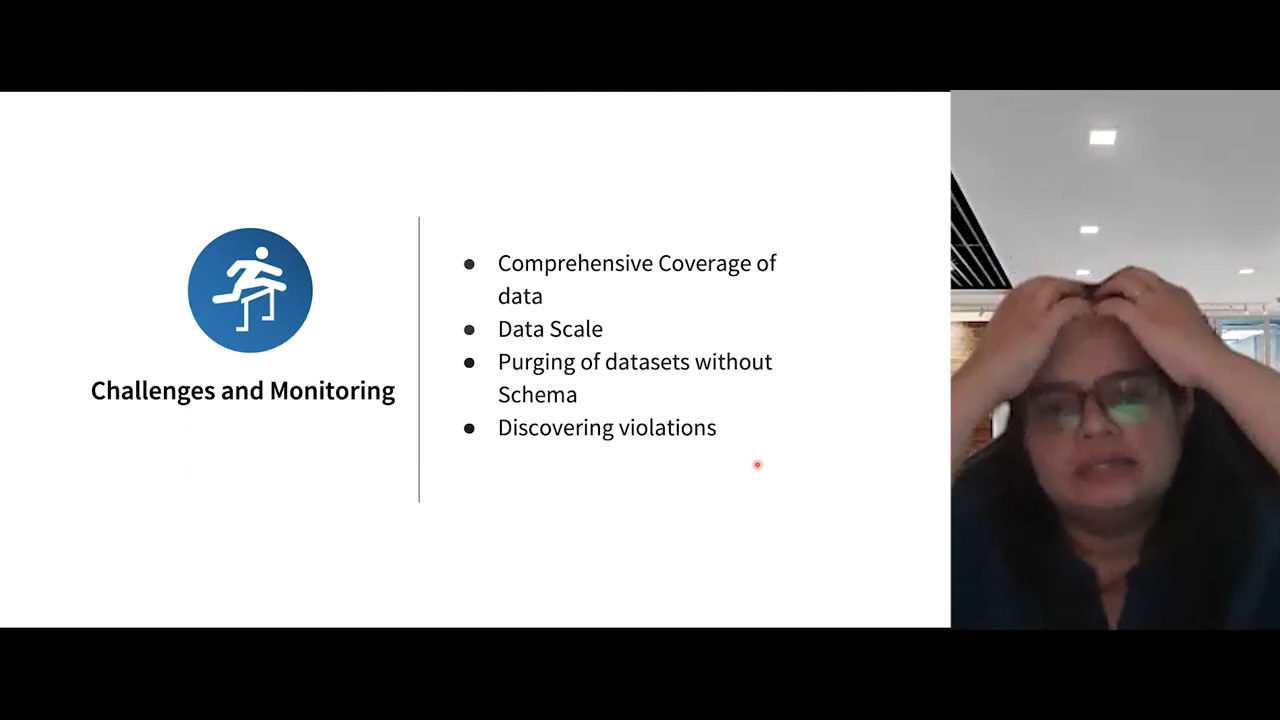 Challenges and Monitoring
● Comprehensive Coverage of
data
● Data Scale
● Purging of datasets without
Schema
● Discovering violations